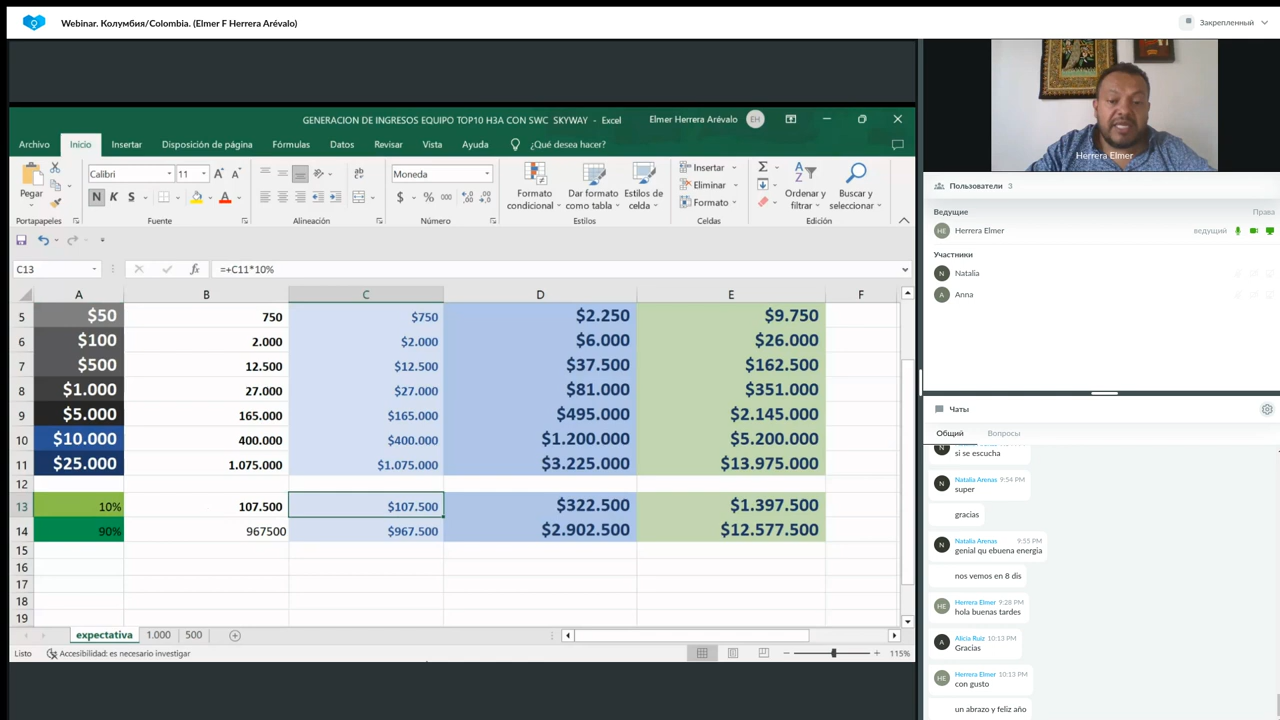 Webinar. Колумбия/Colombia. (Elmer F Herrera Arévalo)
Закрепленный
GENERACION DE INGRESOS EQUIPO TOP10 H3A CON SWC SKYWAY - Excel
Elmer Herrera Arévalo
EH
Archivo Inicio Insertar Disposición de página Fórmulas Datos Revisar Vista Ayuda ¿Qué desea hacer?
Pegar
Calibri 11
N K S
Moneda
$ % 000
Formato condicional
Dar formato como tabla
Estilos de celda
Insertar
Eliminar
Formato
Ordenar y filtrar
Buscar y seleccionar
Portapapeles Fuente Alineación Número Estilos Celdas Edición
C13 fx =+C11*10%
A B C D E F
5 $50 750 $750 $2.250 $9.750
6 $100 2.000 $2.000 $6.000 $26.000
7 $500 12.500 $12.500 $37.500 $162.500
8 $1.000 27.000 $27.000 $81.000 $351.000
9 $5.000 165.000 $165.000 $495.000 $2.145.000
10 $10.000 400.000 $400.000 $1.200.000 $5.200.000
11 $25.000 1.075.000 $1.075.000 $3.225.000 $13.975.000
12
13 10% 107.500 $107.500 $322.500 $1.397.500
14 90% 967500 $967.500 $2.902.500 $12.577.500
15
16
17
18
19
expectativa 1.000 500
Listo Accesibilidad: es necesario investigar 115%
Herrera Elmer
Пользователи 3
Ведущие Права
HE Herrera Elmer ведущий
Участники
N Natalia
A Anna
Чаты
Общий Вопросы
N si se escucha
N Natalia Arenas 9:54 PM
super
gracias
N Natalia Arenas 9:55 PM
genial qu ebuena energia
nos vemos en 8 dis
HE Herrera Elmer 9:28 PM
hola buenas tardes
A Alicia Ruiz 10:13 PM
Gracias
HE Herrera Elmer 10:13 PM
con gusto
un abrazo y feliz año